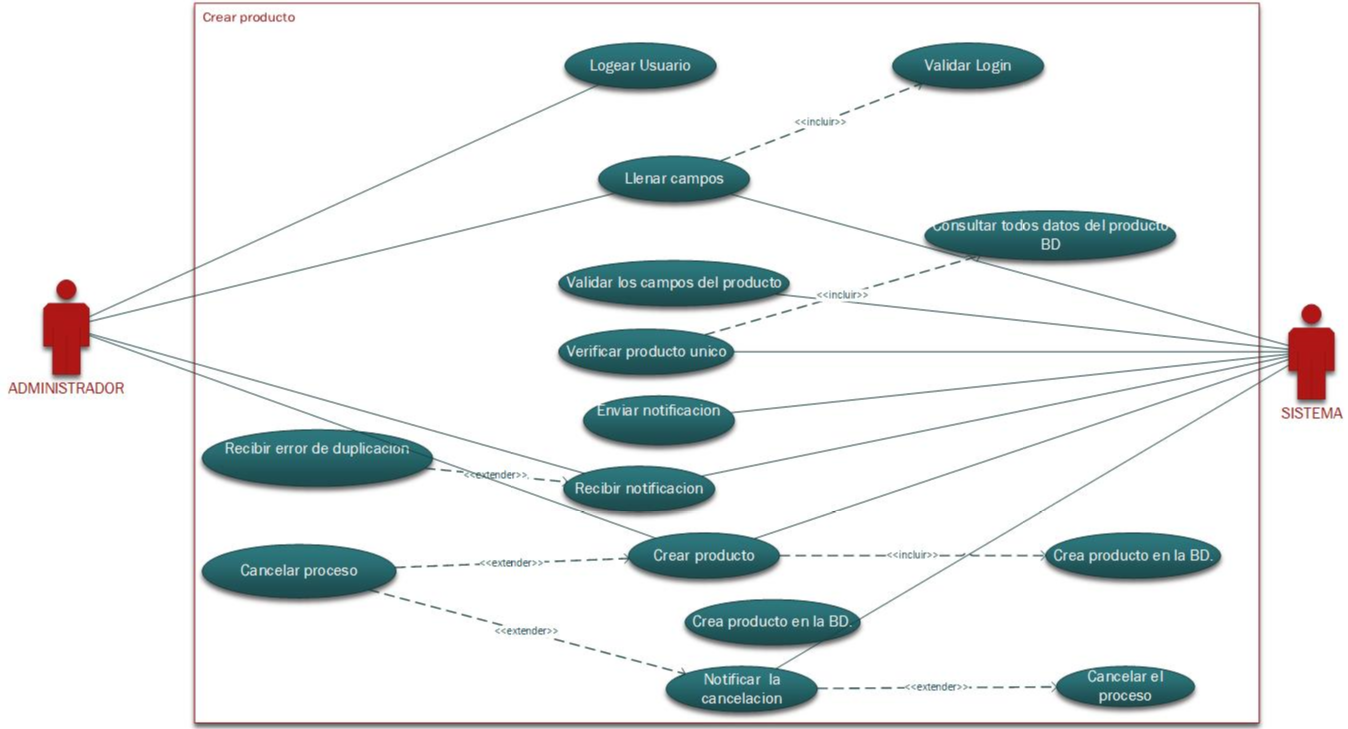 Crear producto
Logear Usuario
Validar Login
<<incluir>>
Llenar campos
Consultar todos datos del producto
BD
Validar los campos del producto
<<incluir>>
Verificar producto unico
ADMINISTRADOR
SISTEMA
Enviar notificacion
Recibir error de duplicacion
<<extender>>
Recibir notificacion
Crear producto
<<incluir>>
Crea producto en la BD.
<<extender>>
Cancelar proceso
Crea producto en la BD.
<<extender>>
Notificar la
cancelacion
<<extender>>
Cancelar el
proceso